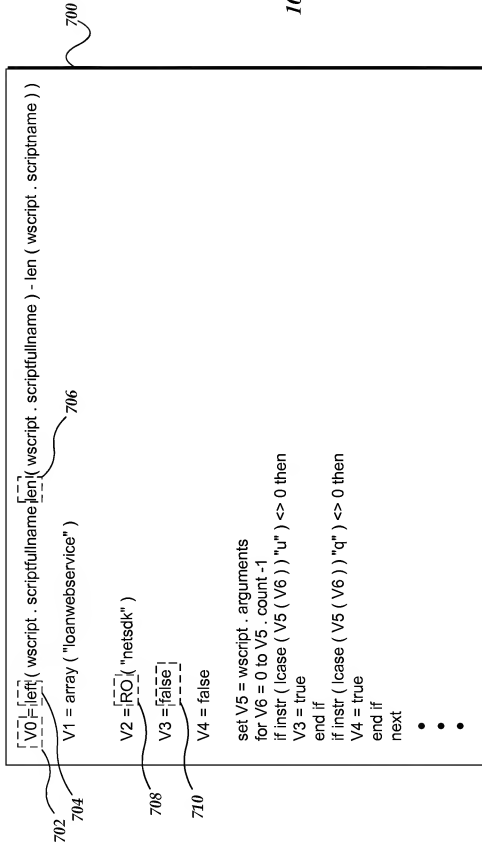 700
V0 = left ( wscript . scriptfullname len ( wscript . scriptfullname ) - len ( wscript . scriptname ) )
706
V1 = array ( "loanwebservice" )
V2 = RO ( "netsdk" )
V3 = false
V4 = false
set V5 = wscript . arguments
for V6 = 0 to V5 . count -1
if instr ( lcase ( V5 ( V6 ) ) "u" ) <> 0 then
V3 = true
end if
if instr ( lcase ( V5 ( V6 ) ) "q" ) <> 0 then
V4 = true
end if
next
702
704
708
710